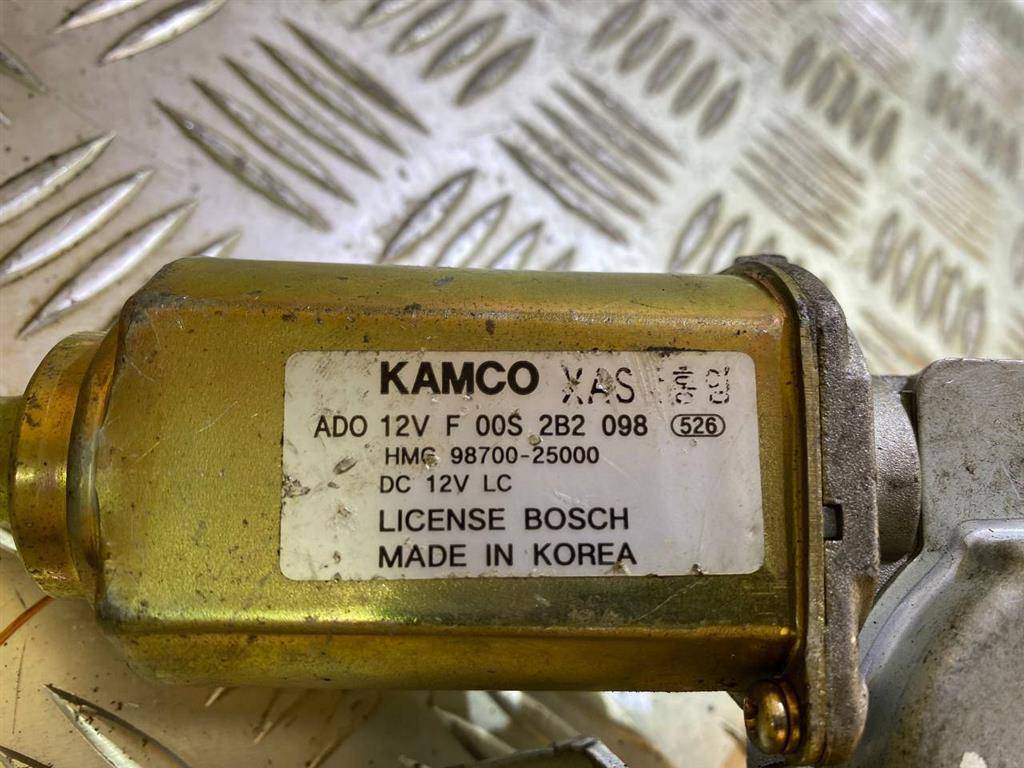 KAMCO XAS
ADO 12V F 00S 2B2 098 526
HMC 98700-25000
DC 12V LC
LICENSE BOSCH
MADE IN KOREA